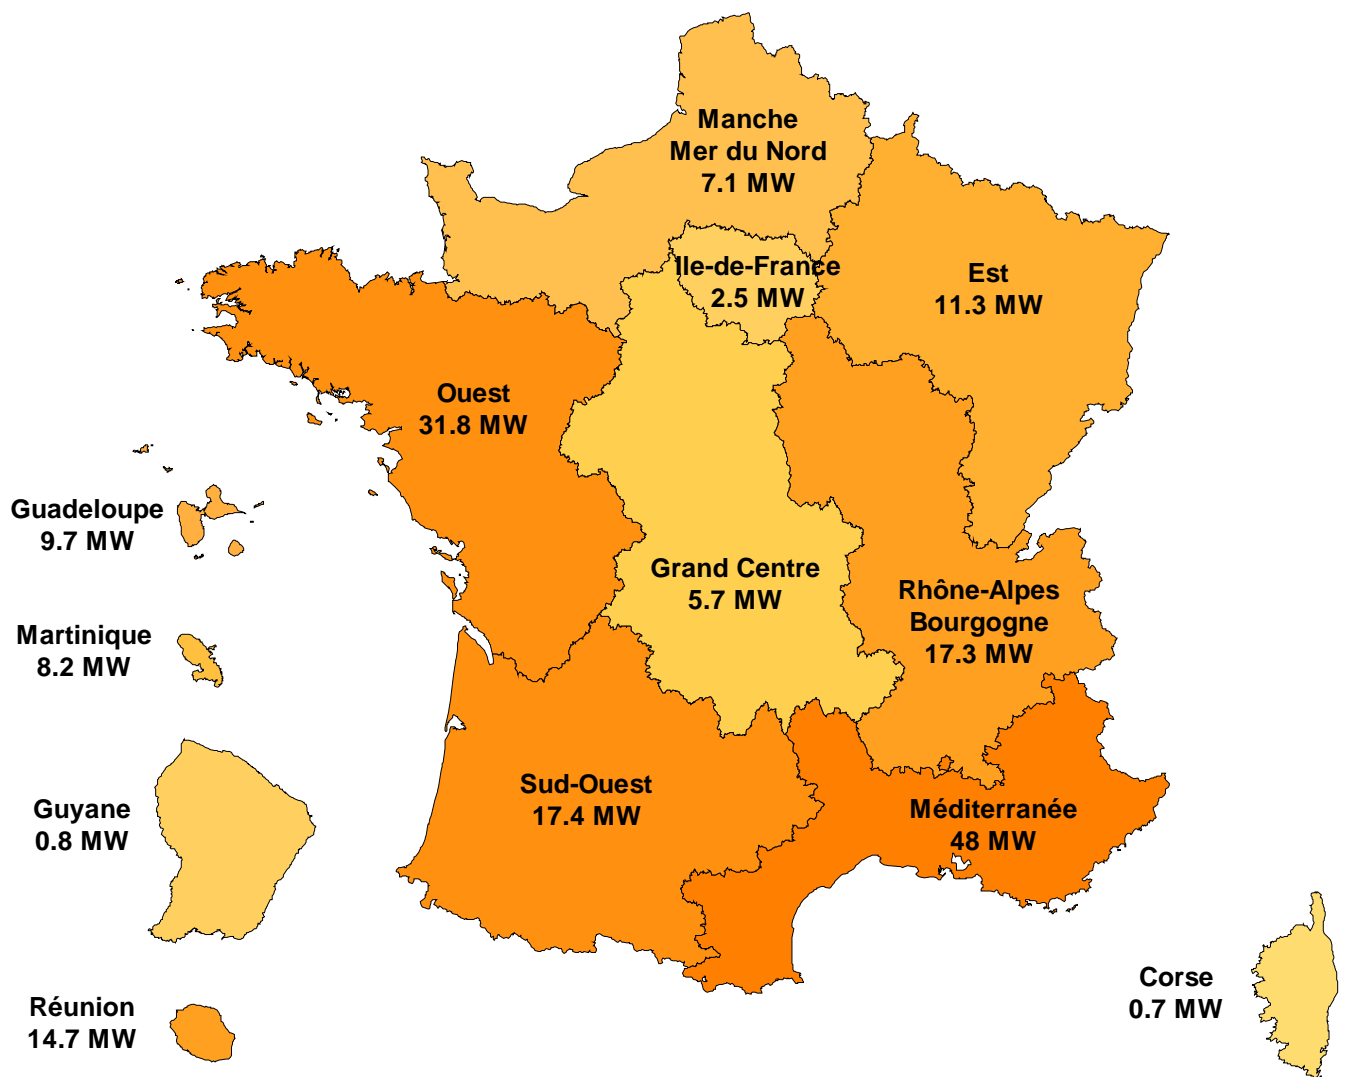 Manche
Mer du Nord
7.1 MW
Ile-de-France
2.5 MW
Est
11.3 MW
Ouest
31.8 MW
Guadeloupe
9.7 MW
Grand Centre
5.7 MW
Rhône-Alpes
Bourgogne
17.3 MW
Martinique
8.2 MW
Sud-Ouest
17.4 MW
Méditerranée
48 MW
Guyane
0.8 MW
Corse
0.7 MW
Réunion
14.7 MW